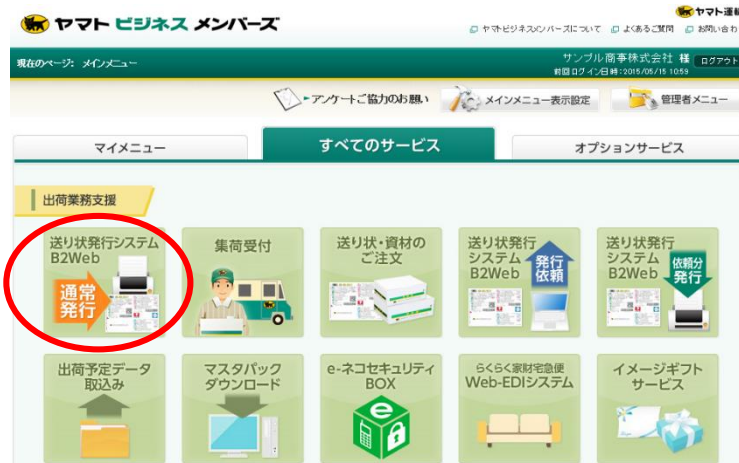 ヤマト ビジネス メンバーズ
ヤマト運輸
ヤマトビジネスメンバーズについて よくあるご質問 お問い合わ
現在のページ: メインメニュー
サンプル商事株式会社 様 ログアウト
前回ログイン日時:2015/05/15 10:59
アンケートご協力のお願い メインメニュー表示設定 管理者メニュー
マイメニュー すべてのサービス オプションサービス
出荷業務支援
送り状発行システム
B2Web
通常
発行
集荷受付
送り状・資材の
ご注文
送り状発行
システム
B2Web
発行
依頼
送り状発行
システム
B2Web
依頼分
発行
出荷予定データ
取込み
マスタパック
ダウンロード
e-ネコセキュリティ
BOX
e
らくらく家財宅急便
Web-EDIシステム
イメージギフト
サービス